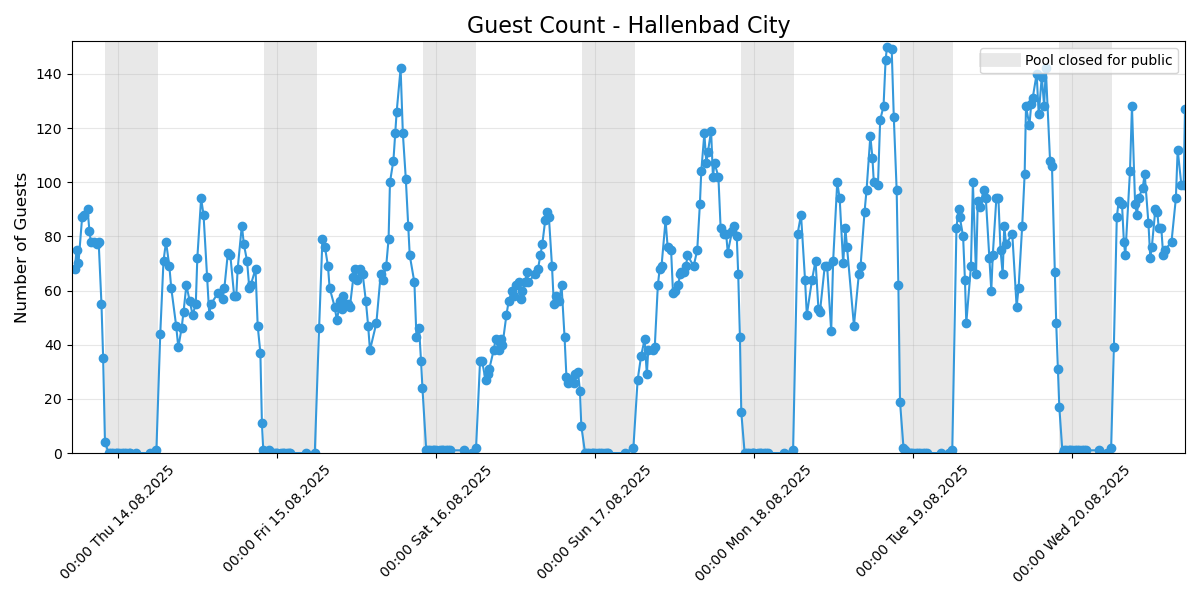 Guest Count - Hallenbad City
Pool closed for public
Number of Guests
140
120
100
80
60
40
20
0
00:00 Thu 14.08.2025
00:00 Fri 15.08.2025
00:00 Sat 16.08.2025
00:00 Sun 17.08.2025
00:00 Mon 18.08.2025
00:00 Tue 19.08.2025
00:00 Wed 20.08.2025